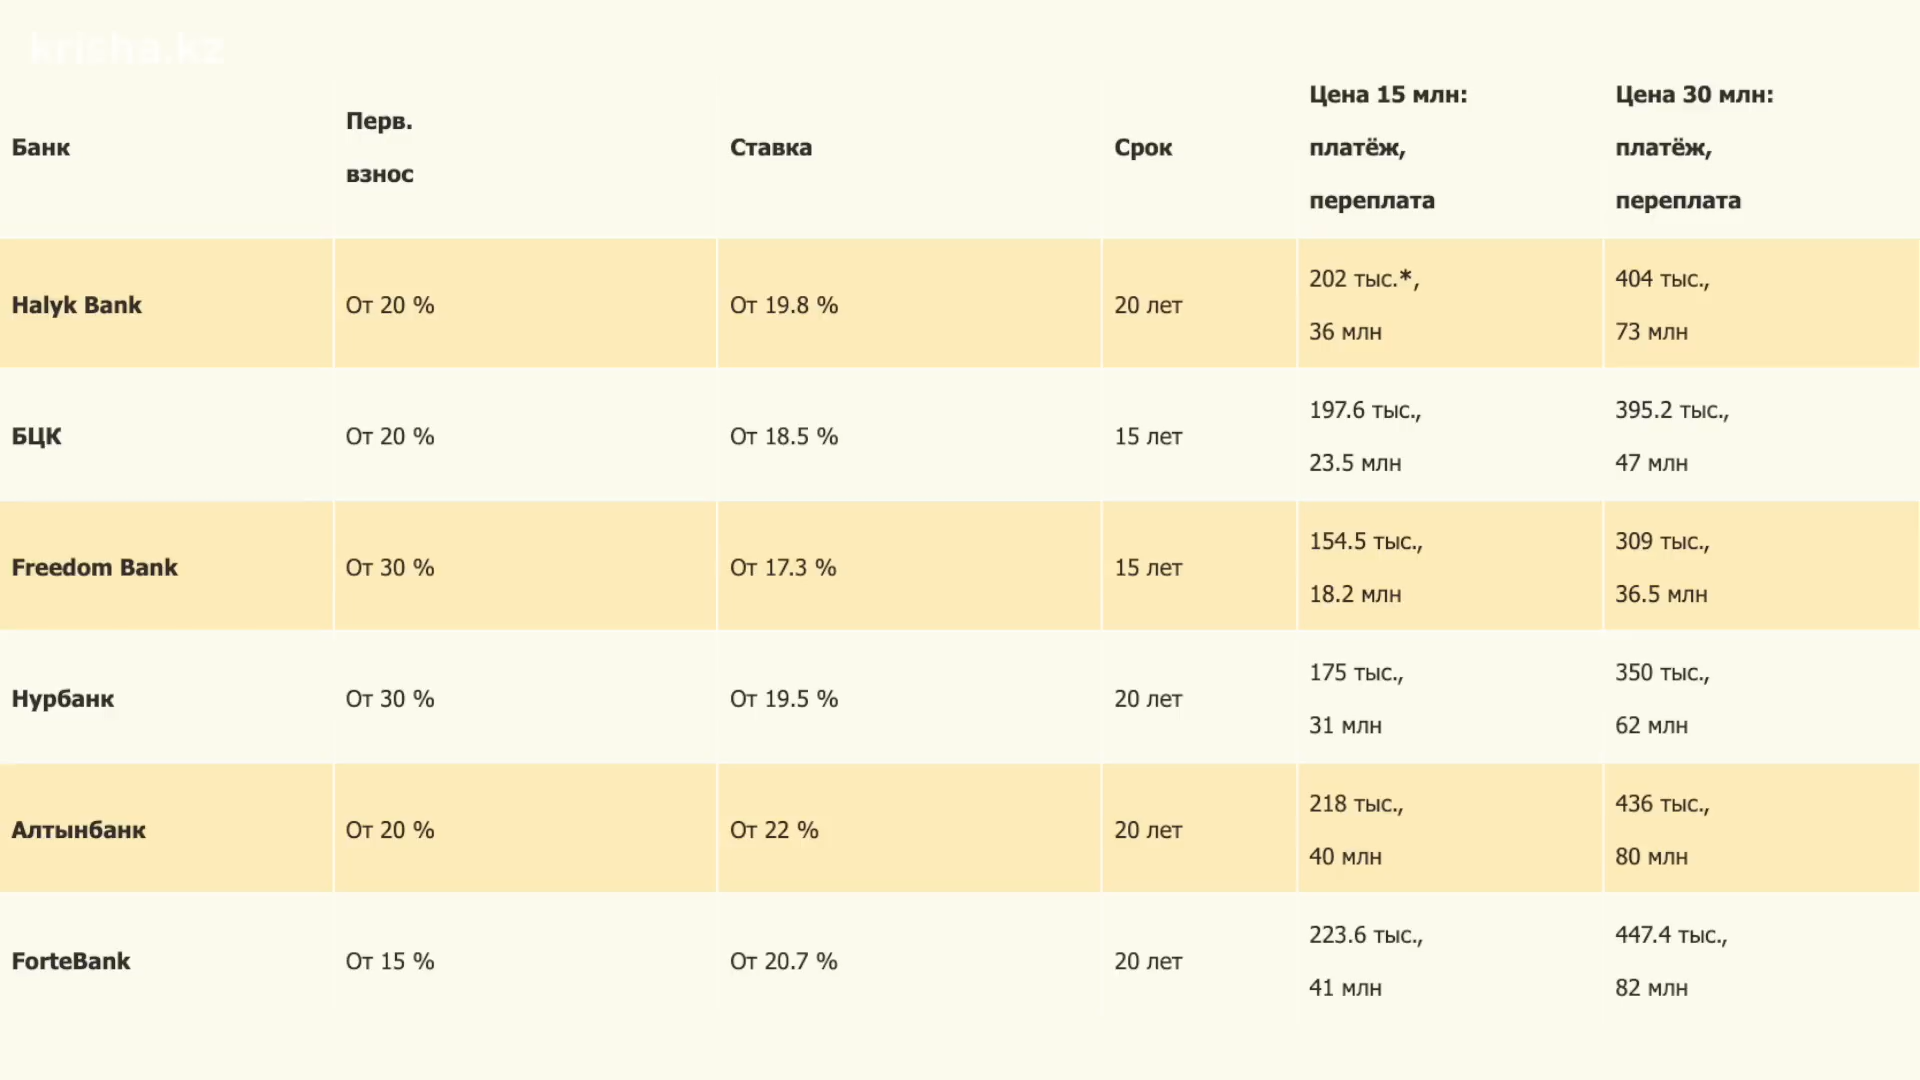 krisha.kz
Банк
Перв.
взнос
Ставка
Срок
Цена 15 млн:
платёж,
переплата
Цена 30 млн:
платёж,
переплата
Halyk Bank
От 20 %
От 19.8 %
20 лет
202 тыс.*,
36 млн
404 тыс.,
73 млн
БЦК
От 20 %
От 18.5 %
15 лет
197.6 тыс.,
23.5 млн
395.2 тыс.,
47 млн
Freedom Bank
От 30 %
От 17.3 %
15 лет
154.5 тыс.,
18.2 млн
309 тыс.,
36.5 млн
Нурбанк
От 30 %
От 19.5 %
20 лет
175 тыс.,
31 млн
350 тыс.,
62 млн
Алтынбанк
От 20 %
От 22 %
20 лет
218 тыс.,
40 млн
436 тыс.,
80 млн
ForteBank
От 15 %
От 20.7 %
20 лет
223.6 тыс.,
41 млн
447.4 тыс.,
82 млн